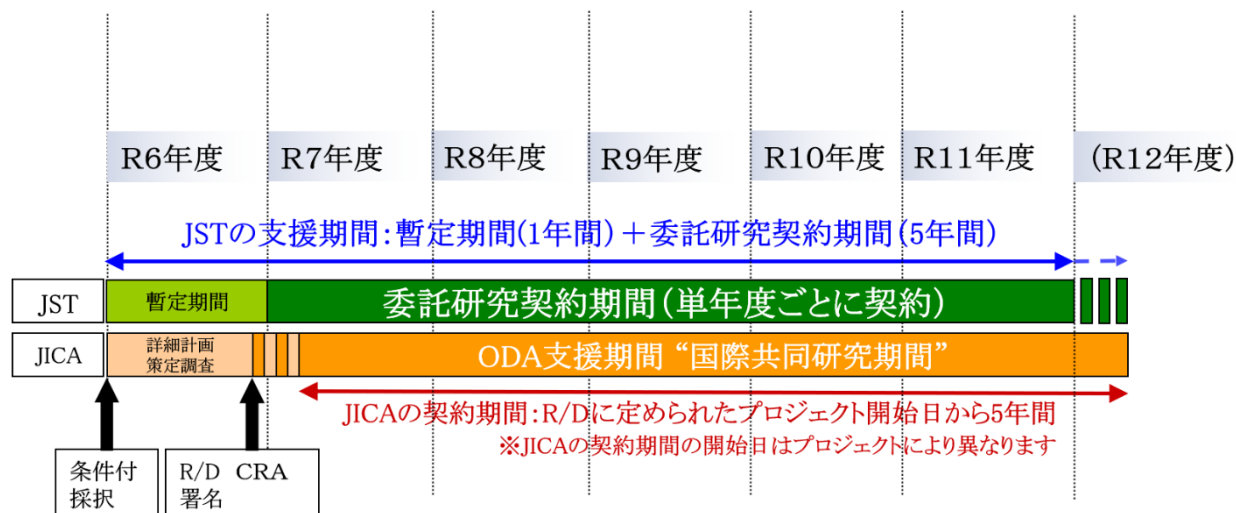 R6年度
R7年度
R8年度
R9年度
R10年度
R11年度
(R12年度)
JSTの支援期間:暫定期間(1年間)+委託研究契約期間(5年間)
JST
暫定期間
委託研究契約期間(単年度ごとに契約)
JICA
詳細計画
策定調査
ODA支援期間 “国際共同研究期間”
JICAの契約期間:R/Dに定められたプロジェクト開始日から5年間
※JICAの契約期間の開始日はプロジェクトにより異なります
条件付
採択
R/D CRA
署名